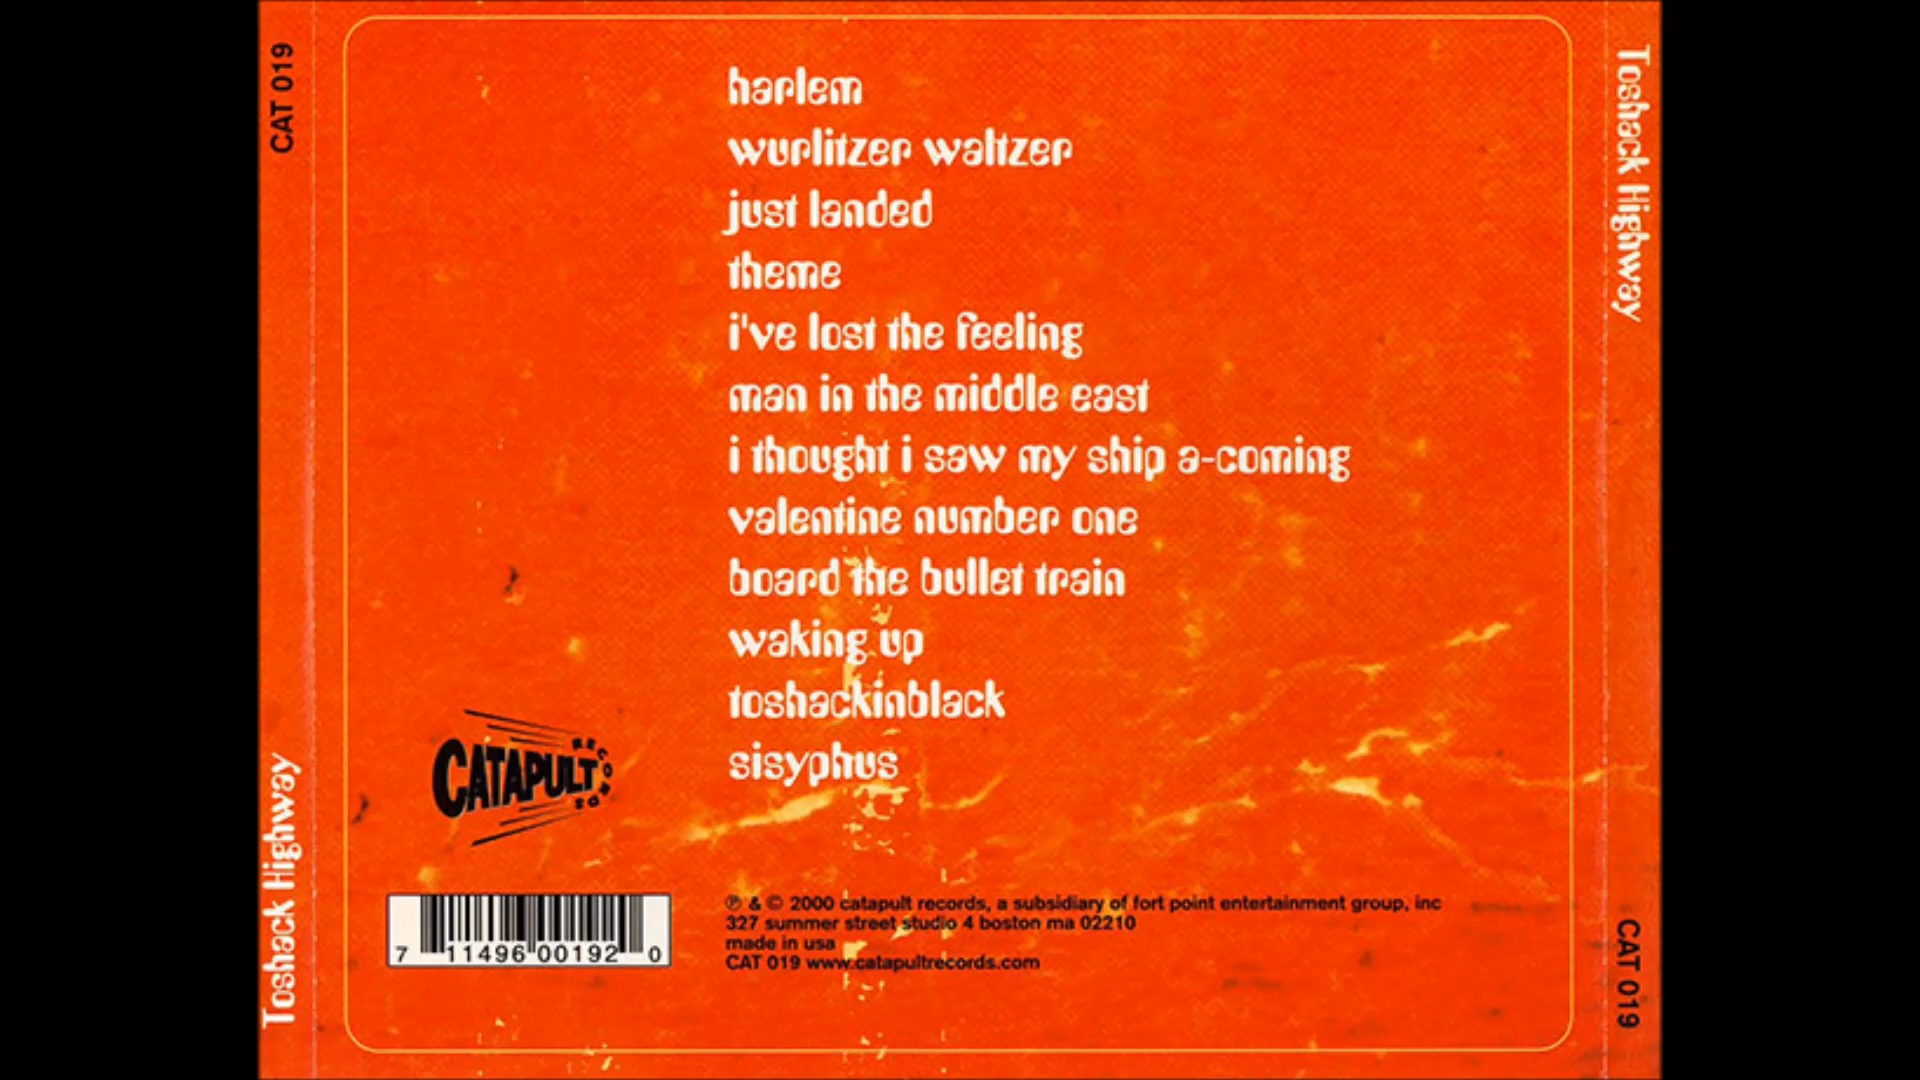 CAT 019
Toshack Highway
harlem
wurlitzer waltzer
just landed
theme
i've lost the feeling
man in the middle east
i thought i saw my ship a-coming
valentine number one
board the bullet train
waking up
toshackinblack
sisyphus
CATAPULT RECORDS
7 11496 00192 0
℗ & © 2000 catapult records, a subsidiary of fort point entertainment group, inc
327 summer street studio 4 boston ma 02210
made in usa
CAT 019 www.catapultrecords.com
Toshack Highway
CAT 019